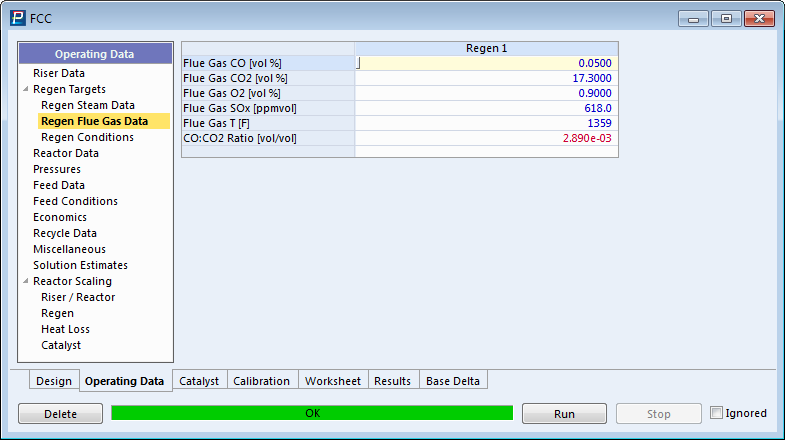 FCC
Operating Data
Riser Data
Regen Targets
Regen Steam Data
Regen Flue Gas Data
Regen Conditions
Reactor Data
Pressures
Feed Data
Feed Conditions
Economics
Recycle Data
Miscellaneous
Solution Estimates
Reactor Scaling
Riser / Reactor
Regen
Heat Loss
Catalyst
Regen 1
Flue Gas CO [vol %] 0.0500
Flue Gas CO2 [vol %] 17.3000
Flue Gas O2 [vol %] 0.9000
Flue Gas SOx [ppmvol] 618.0
Flue Gas T [F] 1359
CO:CO2 Ratio [vol/vol] 2.890e-03
Design Operating Data Catalyst Calibration Worksheet Results Base Delta
Delete OK Run Stop Ignored